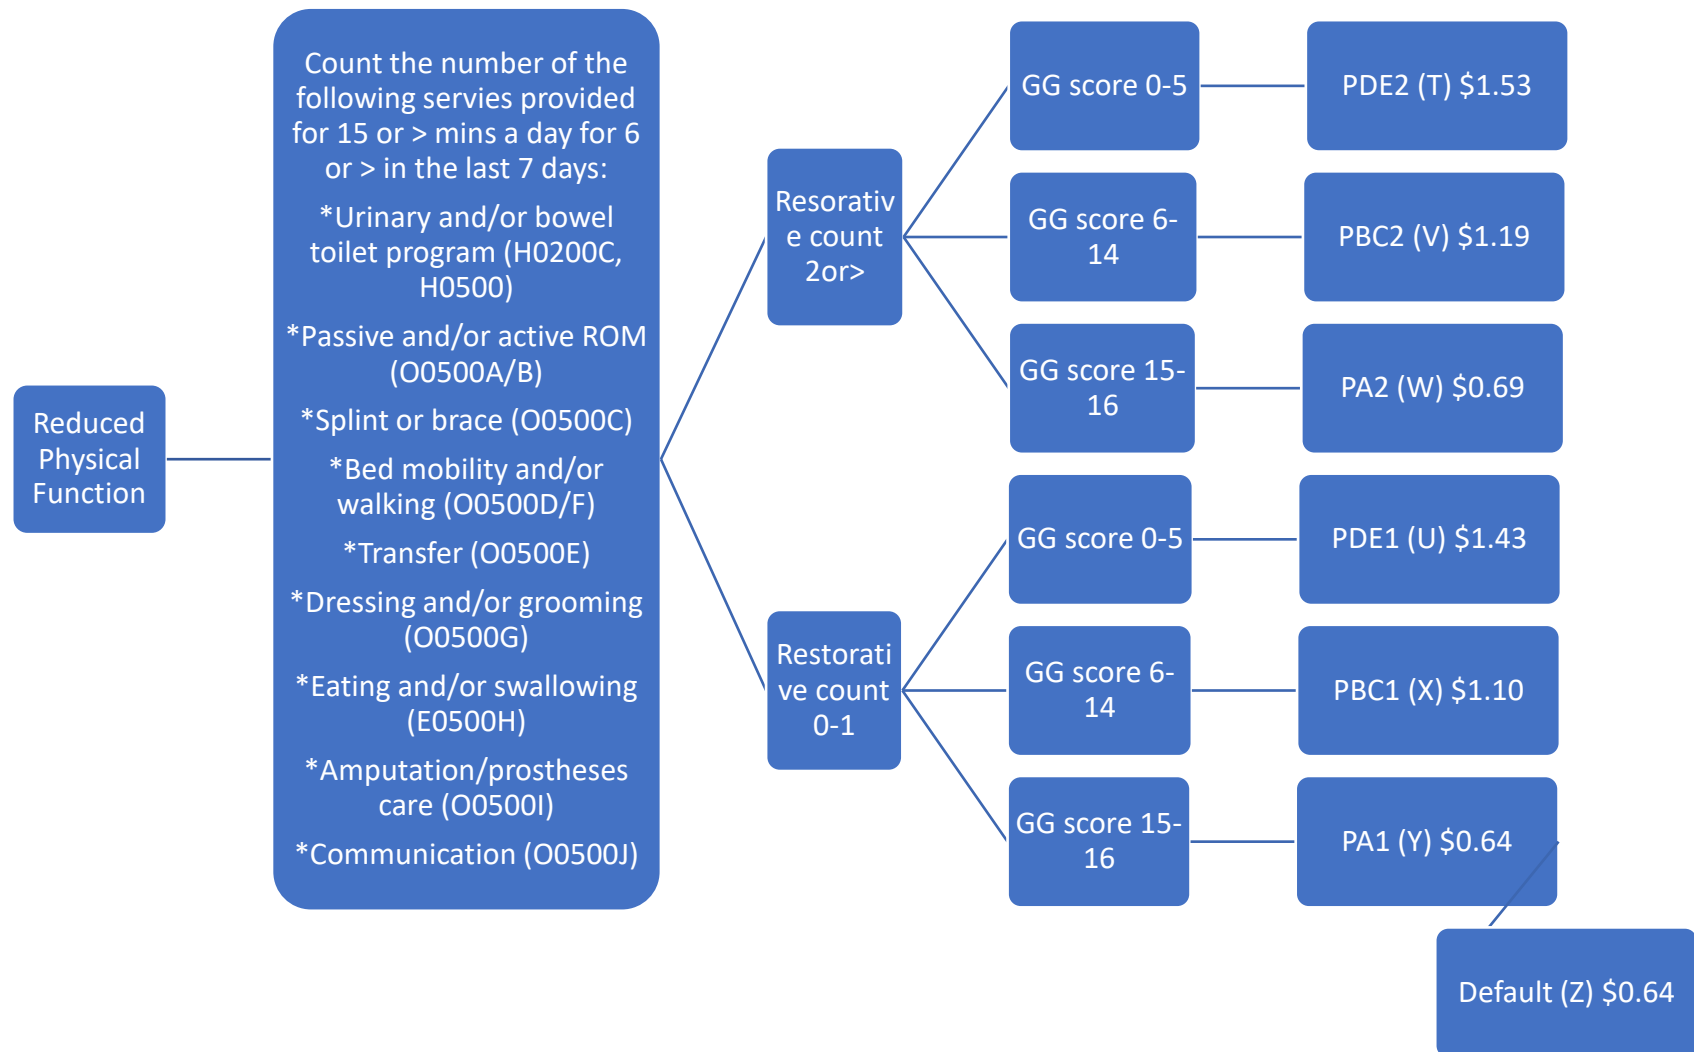 Reduced
Physical
Function
Count the number of the
following servies provided
for 15 or > mins a day for 6
or > in the last 7 days:
*Urinary and/or bowel
toilet program (H0200C,
H0500)
*Passive and/or active ROM
(O0500A/B)
*Splint or brace (O0500C)
*Bed mobility and/or
walking (O0500D/F)
*Transfer (O0500E)
*Dressing and/or grooming
(O0500G)
*Eating and/or swallowing
(E0500H)
*Amputation/prostheses
care (O0500I)
*Communication (O0500J)
Resorativ
e count
2or>
GG score 0-5
PDE2 (T) $1.53
GG score 6-
14
PBC2 (V) $1.19
GG score 15-
16
PA2 (W) $0.69
Restorati
ve count
0-1
GG score 0-5
PDE1 (U) $1.43
GG score 6-
14
PBC1 (X) $1.10
GG score 15-
16
PA1 (Y) $0.64
Default (Z) $0.64